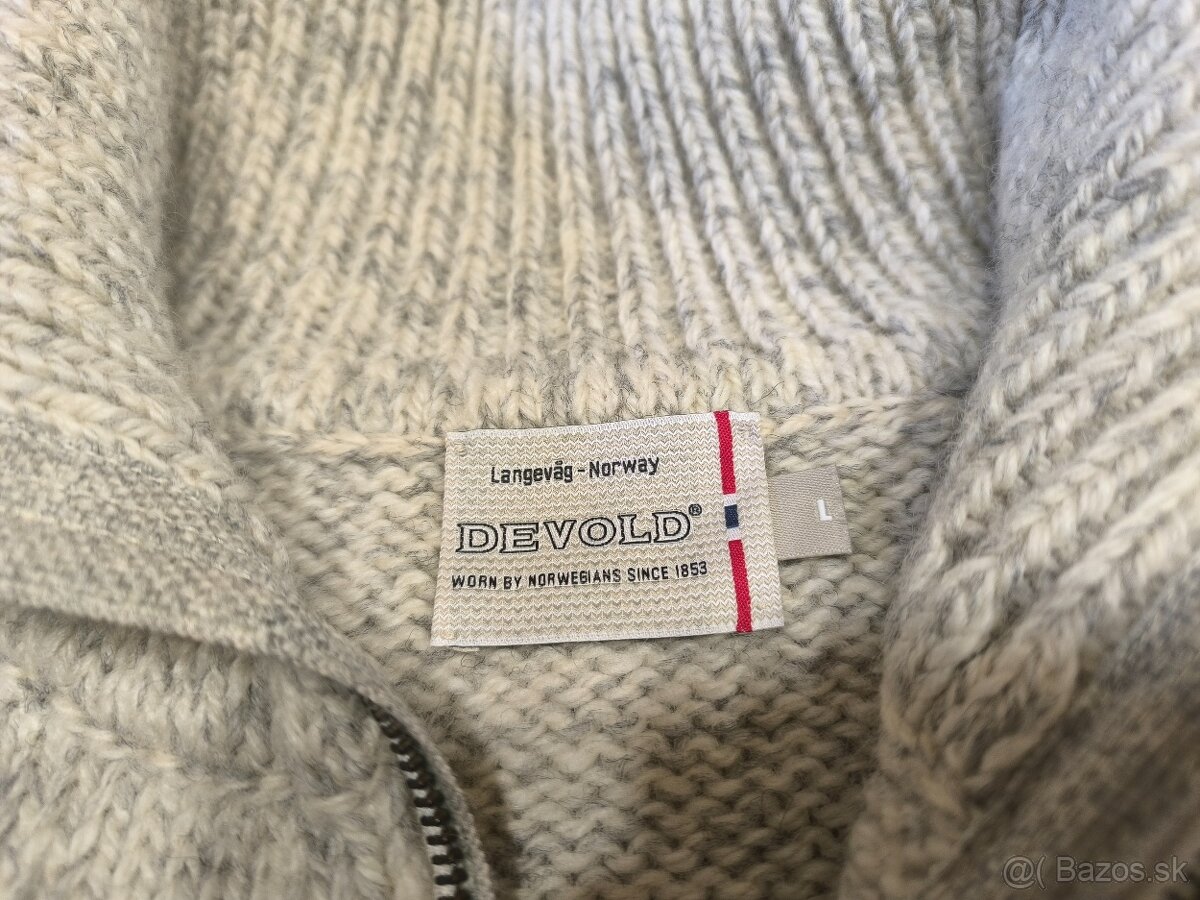 Langevåg - Norway
DEVOLD®
WORN BY NORWEGIANS SINCE 1853
L
@( Bazos.sk